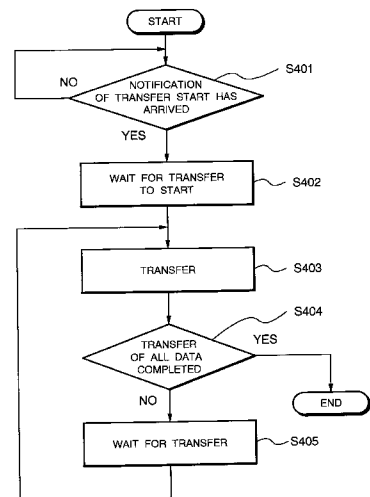 START
NO
NOTIFICATION
OF TRANSFER START HAS
ARRIVED
S401
YES
WAIT FOR TRANSFER
TO START
S402
TRANSFER
S403
S404
TRANSFER
OF ALL DATA
COMPLETED
YES
NO
END
WAIT FOR TRANSFER
S405